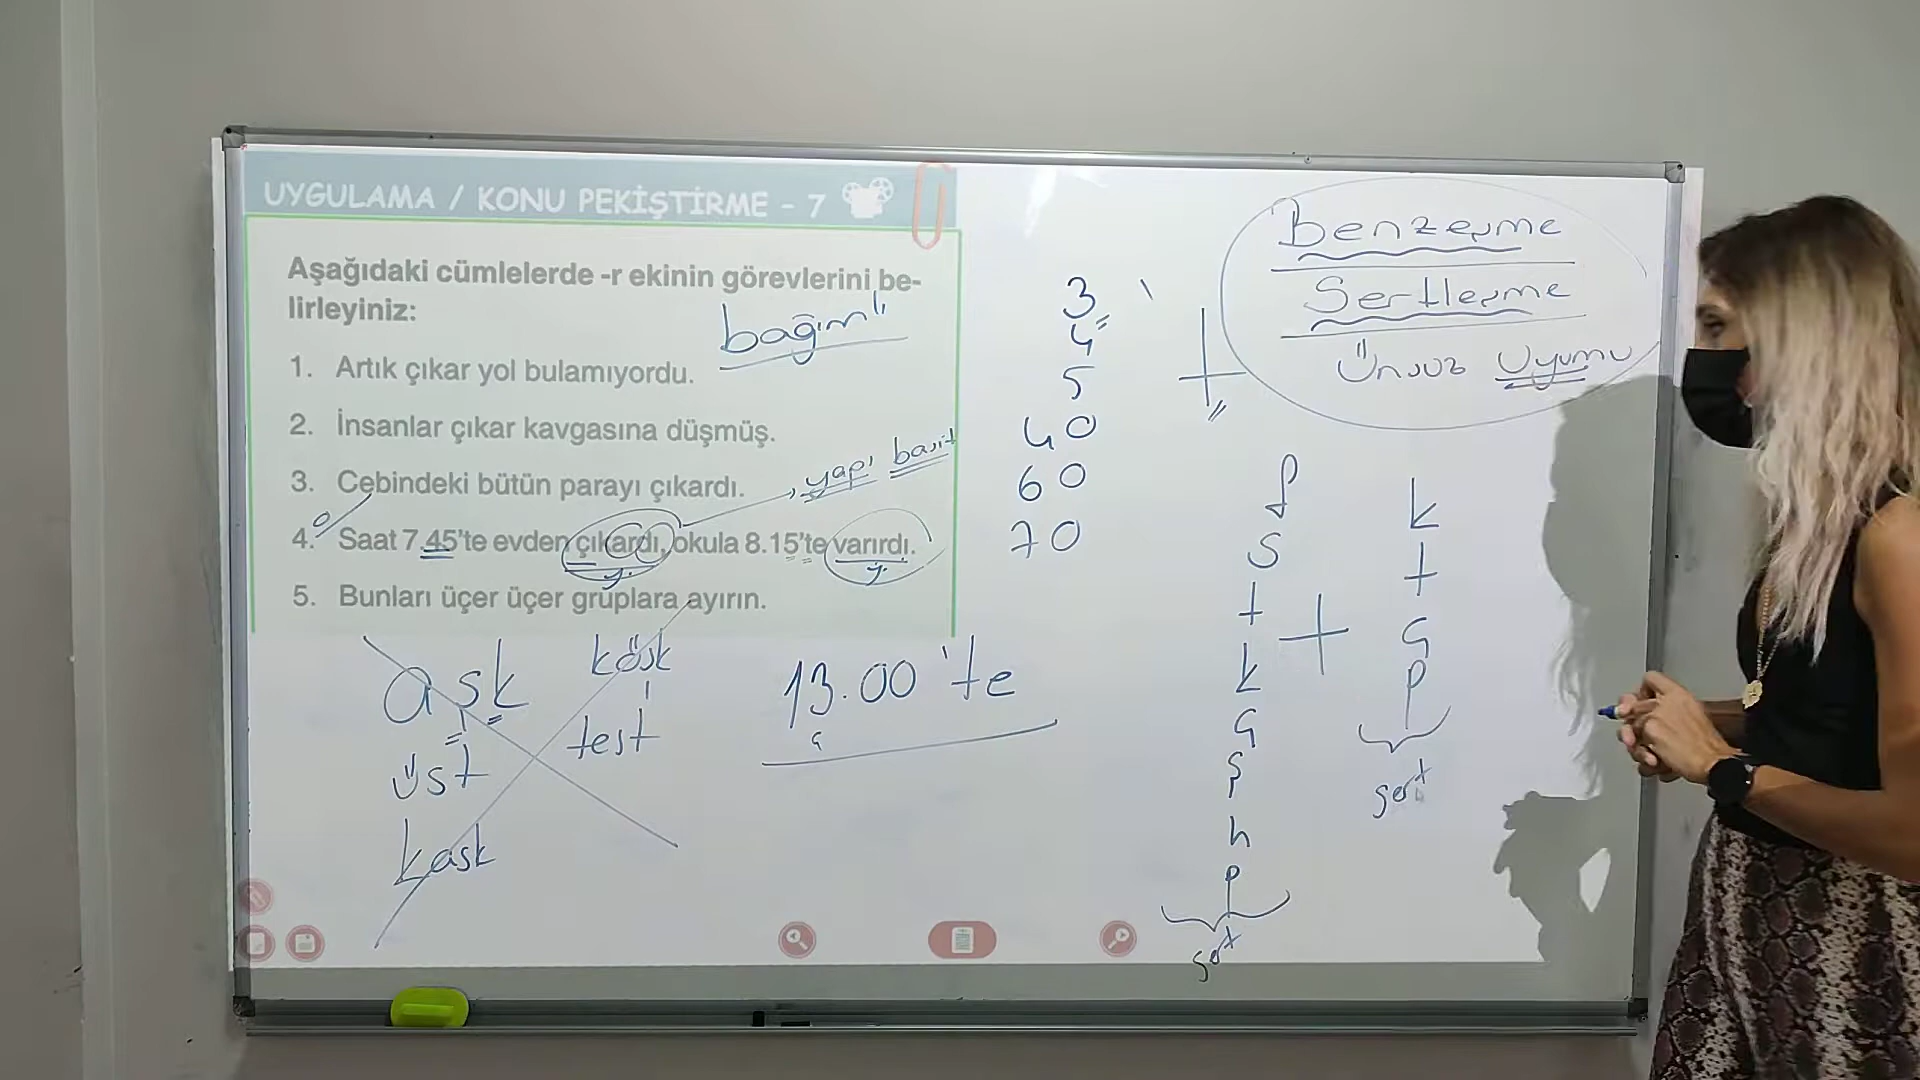 UYGULAMA / KONU PEKİŞTİRME - 7
Aşağıdaki cümlelerde -r ekinin görevlerini be-
lirleyiniz:
bağımlı
1. Artık çıkar yol bulamıyordu.
2. İnsanlar çıkar kavgasına düşmüş.
yapı basit
3. Cebindeki bütün parayı çıkardı.
4. Saat 7.45'te evden çıkardı, okula 8.15'te varırdı.
y. y.
5. Bunları üçer üçer gruplara ayırın.
aşk
üst
kask
köşk
test
13.00'te
3
4
5
40
60
70
Benzeşme
Sertleşme
Ünsüz Uyumu
f
s
t
k
ç
ş
h
p
sert
+
k
t
ç
p
sert